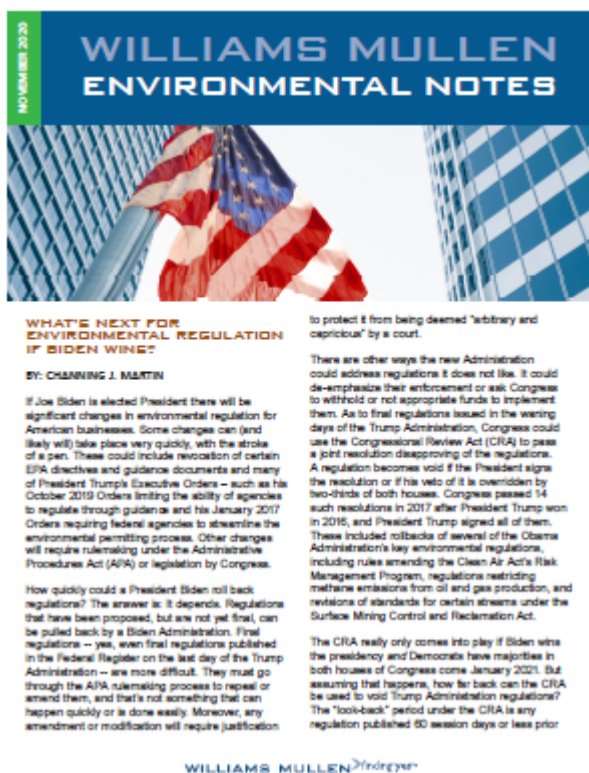 NOVEMBER 2020
WILLIAMS MULLEN
ENVIRONMENTAL NOTES
WHAT'S NEXT FOR
ENVIRONMENTAL REGULATION
IF BIDEN WINS?
BY: CHANNING J. MARTIN
If Joe Biden is elected President there will be
significant changes in environmental regulation for
American businesses. Some changes can (and
likely will) take place very quickly, with the stroke
of a pen. These could include revocation of certain
EPA directives and guidance documents and many
of President Trump's Executive Orders – such as his
October 2019 Orders limiting the ability of agencies
to regulate through guidance and his January 2017
Orders requiring federal agencies to streamline the
environmental permitting process. Other changes
will require rulemaking under the Administrative
Procedures Act (APA) or legislation by Congress.
How quickly could a President Biden roll back
regulations? The answer is: it depends. Regulations
that have been proposed, but are not yet final, can
be pulled back by a Biden Administration. Final
regulations -- yes, even final regulations published
in the Federal Register on the last day of the Trump
Administration -- are more difficult. They must go
through the APA rulemaking process to repeal or
amend them, and that's not something that can
happen quickly or is done easily. Moreover, any
amendment or modification will require justification
to protect it from being deemed "arbitrary and
capricious" by a court.
There are other ways the new Administration
could address regulations it does not like. It could
de-emphasize their enforcement or ask Congress
to withhold or not appropriate funds to implement
them. As to final regulations issued in the waning
days of the Trump Administration, Congress could
use the Congressional Review Act (CRA) to pass
a joint resolution disapproving of the regulations.
A regulation becomes void if the President signs
the resolution or if his veto of it is overridden by
two-thirds of both houses. Congress passed 14
such resolutions in 2017 after President Trump won
in 2016, and President Trump signed all of them.
These included rollbacks of several of the Obama
Administration's key environmental regulations,
including rules amending the Clean Air Act's Risk
Management Program, regulations restricting
methane emissions from oil and gas production, and
revisions of standards for certain streams under the
Surface Mining Control and Reclamation Act.
The CRA really only comes into play if Biden wins
the presidency and Democrats have majorities in
both houses of Congress come January 2021. But
assuming that happens, how far back can the CRA
be used to void Trump Administration regulations?
The "look-back" period under the CRA is any
regulation published 60 session days or less prior
WILLIAMS MULLEN